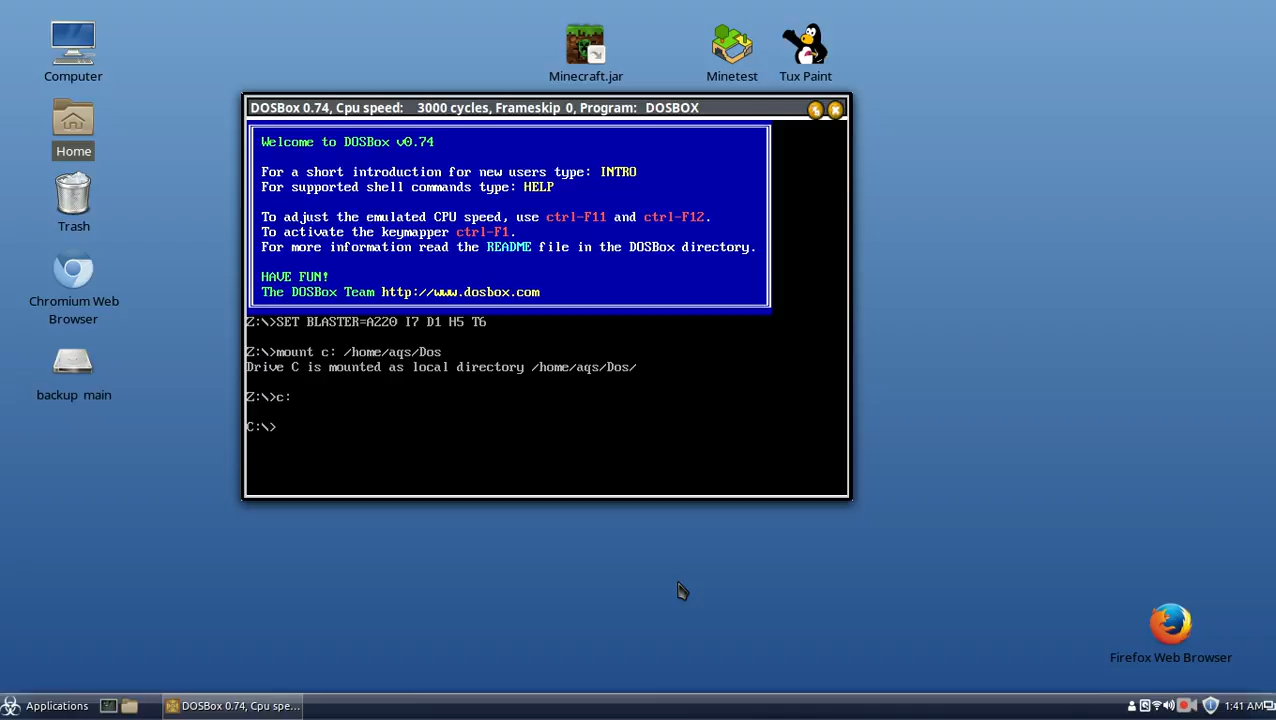 Computer
Minecraft.jar
Minetest
Tux Paint
Home
Trash
Chromium Web
Browser
backup main
DOSBox 0.74, Cpu speed:    3000 cycles, Frameskip 0, Program:   DOSBOX
Welcome to DOSBox v0.74
For a short introduction for new users type: INTRO
For supported shell commands type: HELP
To adjust the emulated CPU speed, use ctrl-F11 and ctrl-F12.
To activate the keymapper ctrl-F1.
For more information read the README file in the DOSBox directory.
HAVE FUN!
The DOSBox Team http://www.dosbox.com
Z:\>SET BLASTER=A220 I7 D1 H5 T6
Z:\>mount c: /home/aqs/Dos
Drive C is mounted as local directory /home/aqs/Dos/
Z:\>c:
C:\>
Firefox Web Browser
Applications
DOSBox 0.74, Cpu spe...
1:41 AM